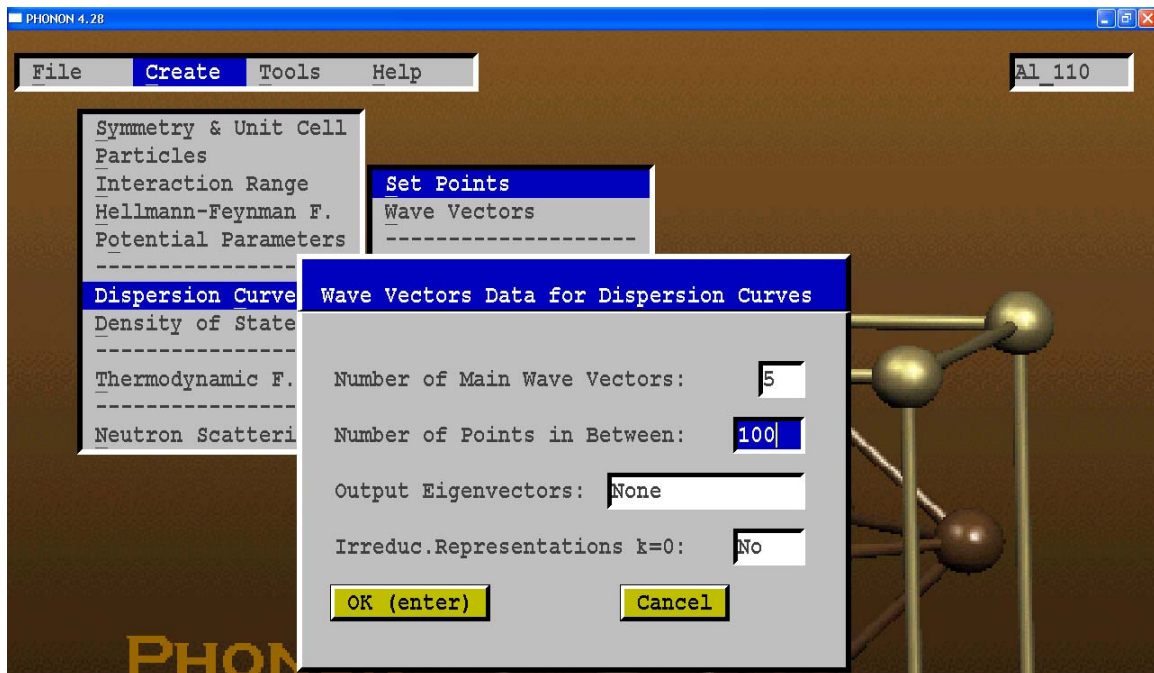 PHONON 4.28
File Create Tools Help
Al_110
Symmetry & Unit Cell
Particles
Interaction Range
Set Points
Hellmann-Feynman F.
Wave Vectors
Potential Parameters
--------------------
Dispersion Curve
Wave Vectors Data for Dispersion Curves
Density of State
Thermodynamic F.
Number of Main Wave Vectors: 5
Neutron Scatteri
Number of Points in Between: 100
Output Eigenvectors: None
Irreduc.Representations k=0: No
OK (enter) Cancel
PHON